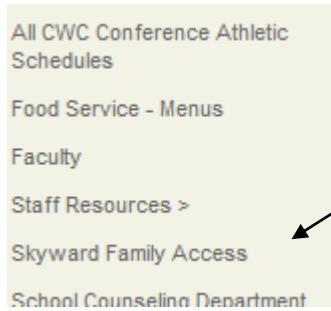 All CWC Conference Athletic
Schedules
Food Service - Menus
Faculty
Staff Resources >
Skyward Family Access
School Counseling Department